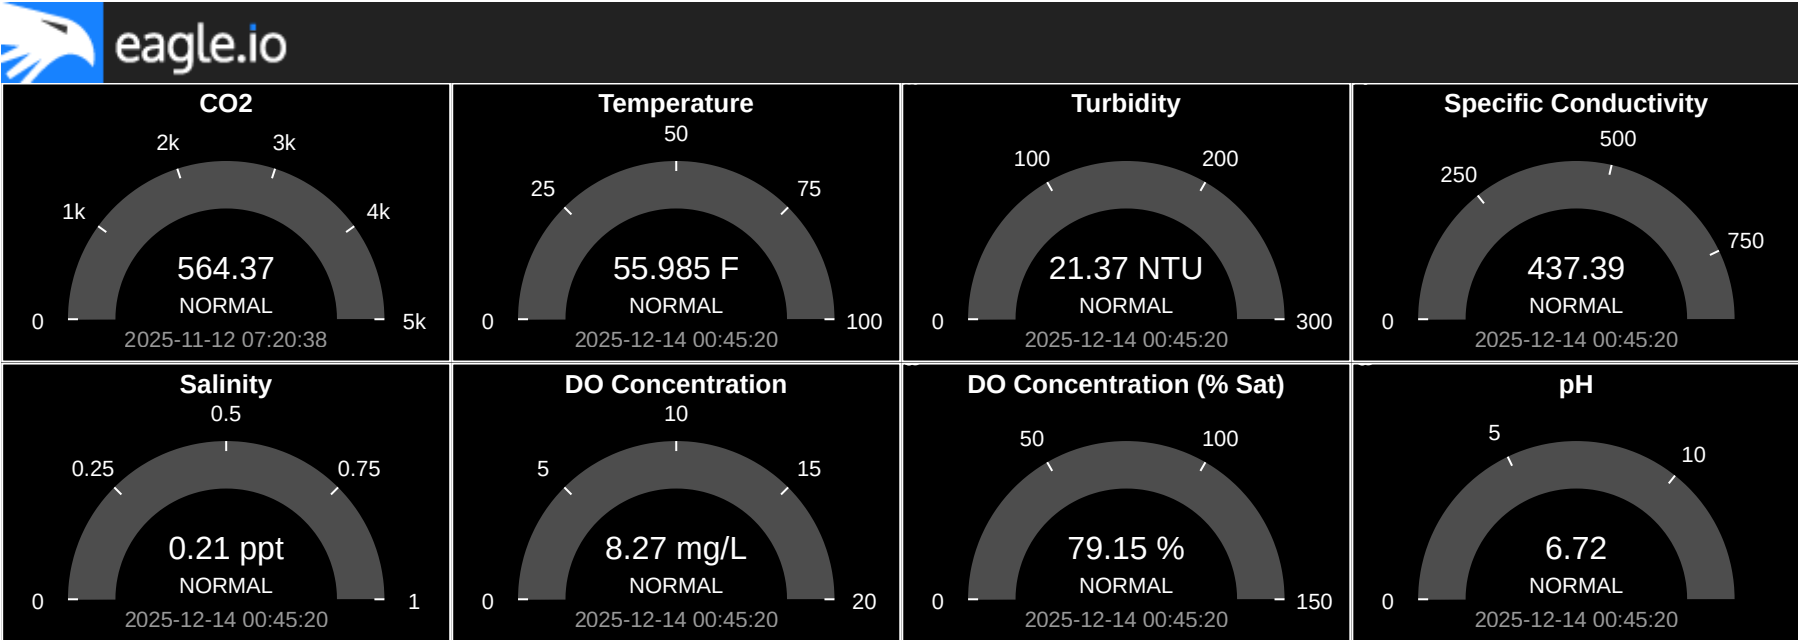 eagle.io
CO2
2k 3k
1k 4k
564.37
NORMAL
0 5k
2025-11-12 07:20:38
Temperature
50
25 75
55.985 F
NORMAL
0 100
2025-12-14 00:45:20
Turbidity
100 200
21.37 NTU
NORMAL
0 300
2025-12-14 00:45:20
Specific Conductivity
500
250
750
437.39
NORMAL
0
2025-12-14 00:45:20
Salinity
0.5
0.25 0.75
0.21 ppt
NORMAL
0 1
2025-12-14 00:45:20
DO Concentration
10
5 15
8.27 mg/L
NORMAL
0 20
2025-12-14 00:45:20
DO Concentration (% Sat)
50 100
79.15 %
NORMAL
0 150
2025-12-14 00:45:20
pH
5
10
6.72
NORMAL
0
2025-12-14 00:45:20